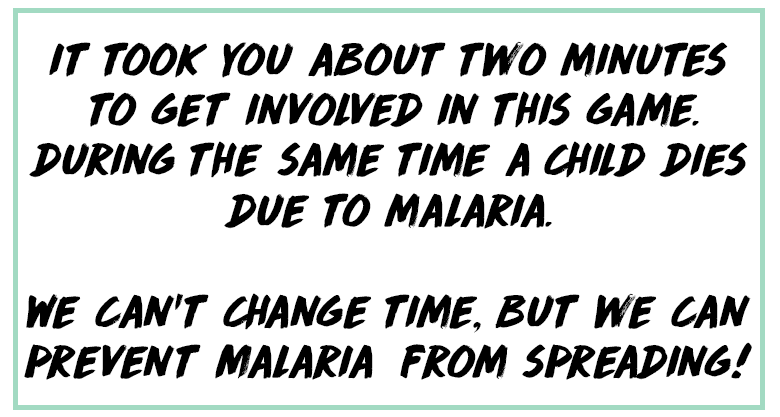 IT TOOK YOU ABOUT TWO MINUTES
TO GET INVOLVED IN THIS GAME.
DURING THE SAME TIME A CHILD DIES
DUE TO MALARIA.
WE CAN'T CHANGE TIME, BUT WE CAN
PREVENT MALARIA FROM SPREADING!